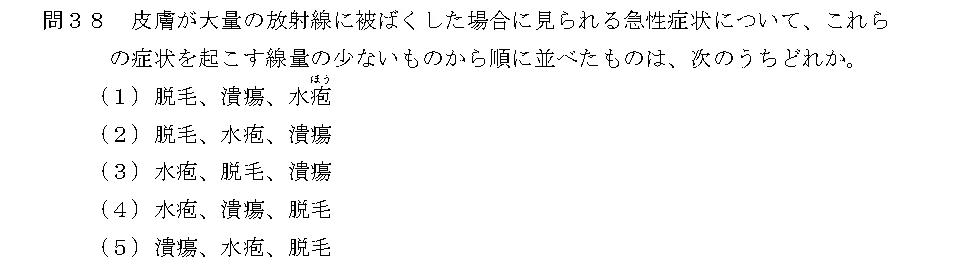 問３８　皮膚が大量の放射線に被ばくした場合に見られる急性症状について、これら
の症状を起こす線量の少ないものから順に並べたものは、次のうちどれか。
（１）脱毛、潰瘍、水疱ほう
（２）脱毛、水疱、潰瘍
（３）水疱、脱毛、潰瘍
（４）水疱、潰瘍、脱毛
（５）潰瘍、水疱、脱毛